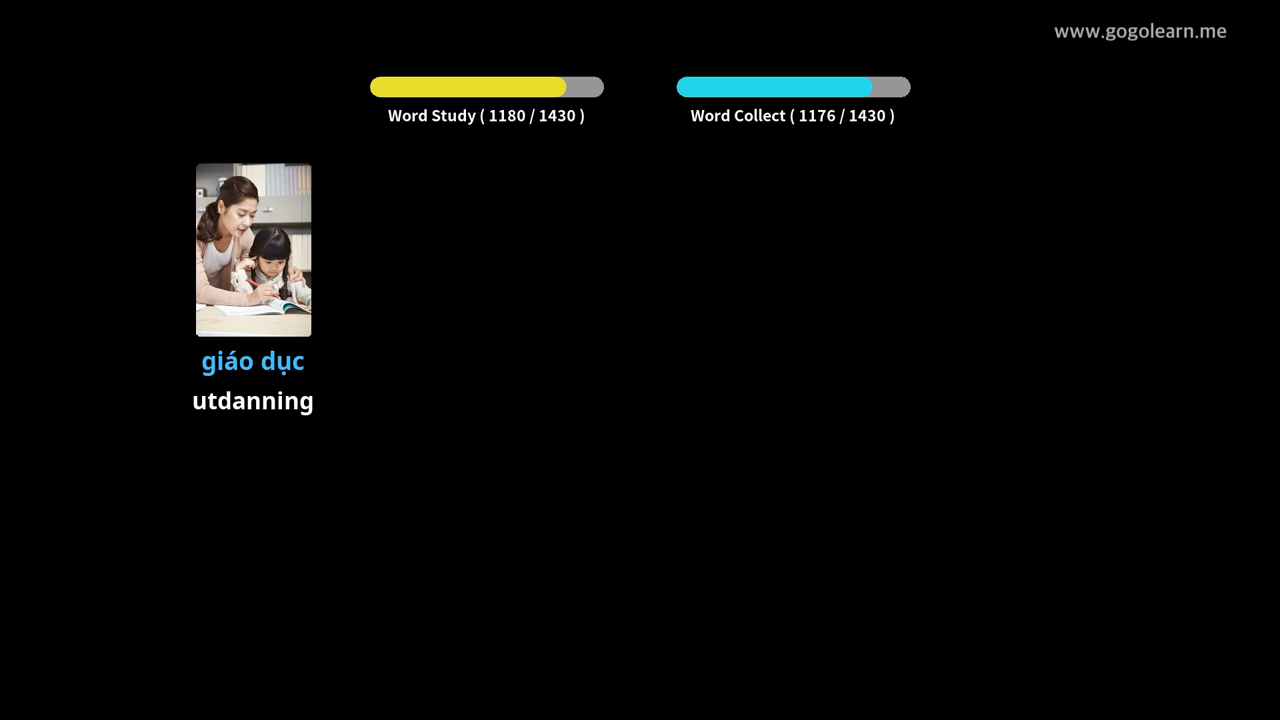 www.gogolearn.me
Word Study ( 1180 / 1430 )
Word Collect ( 1176 / 1430 )
giáo dục
utdanning